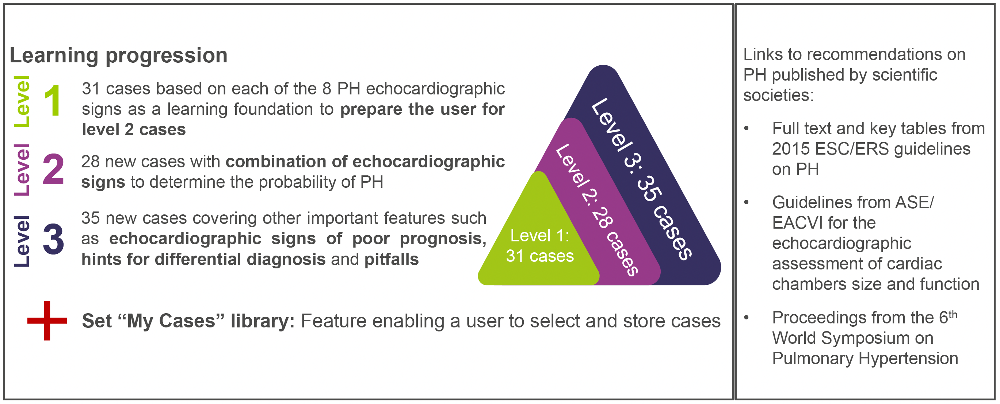 Learning progression
Level 1
31 cases based on each of the 8 PH echocardiographic
signs as a learning foundation to prepare the user for
level 2 cases
Level 2
28 new cases with combination of echocardiographic
signs to determine the probability of PH
Level 3
35 new cases covering other important features such
as echocardiographic signs of poor prognosis,
hints for differential diagnosis and pitfalls
+
Set “My Cases” library: Feature enabling a user to select and store cases
Level 1:
31 cases
Level 2: 28 cases
Level 3: 35 cases
Links to recommendations on
PH published by scientific
societies:
• Full text and key tables from
2015 ESC/ERS guidelines
on PH
• Guidelines from ASE/
EACVI for the
echocardiographic
assessment of cardiac
chambers size and function
• Proceedings from the 6th
World Symposium on
Pulmonary Hypertension